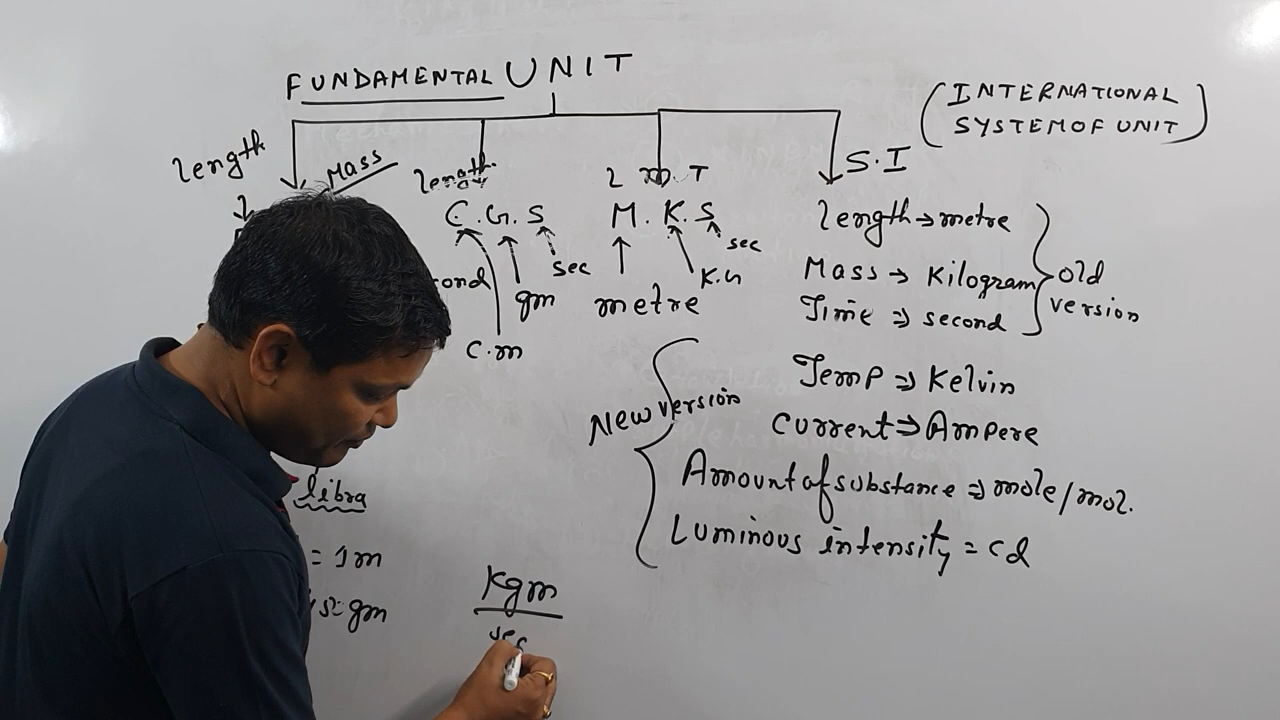 FUNDAMENTAL UNIT
(INTERNATIONAL
SYSTEM OF UNIT)
length
Mass
length
L M T
S.I
C.G.S
M.K.S
sec
gm
c.m
sec
K.G
metre
ond
length → metre
Mass → Kilogram
Time ⇒ second
old
version
New version
Temp ⇒ Kelvin
Current ⇒ Ampere
Amount of substance ⇒ mole/mol.
Luminous intensity = cd
libra
= 1m
= gm
Kgm
sec